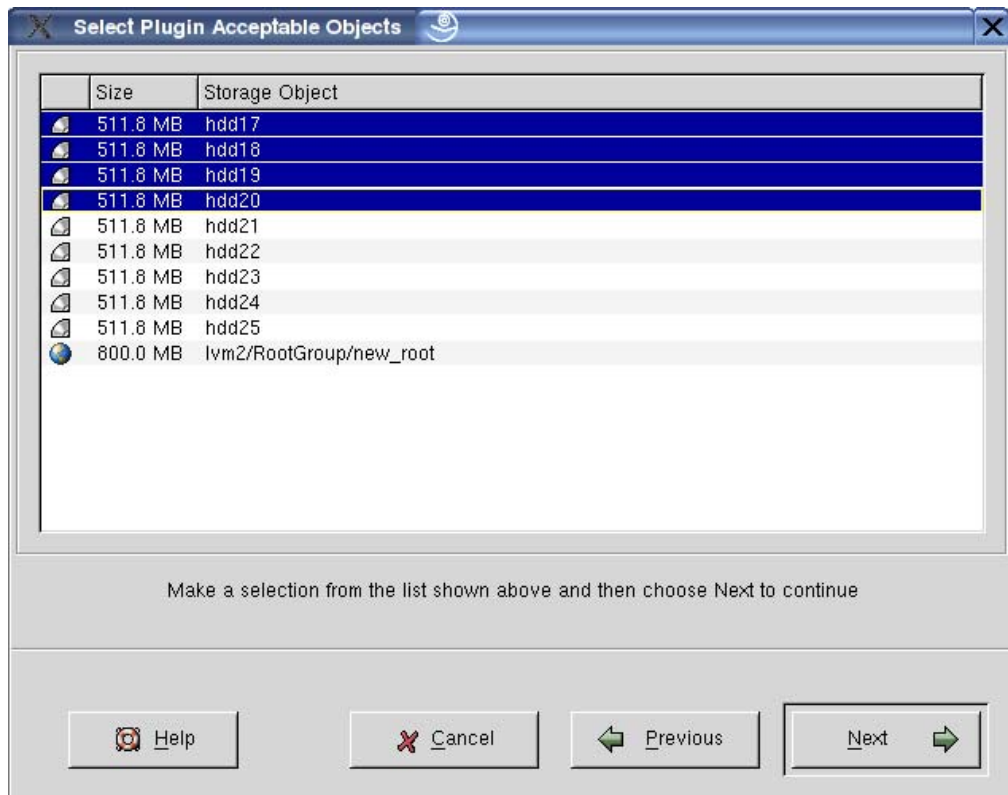 Select Plugin Acceptable Objects
Size Storage Object
511.8 MB hdd17
511.8 MB hdd18
511.8 MB hdd19
511.8 MB hdd20
511.8 MB hdd21
511.8 MB hdd22
511.8 MB hdd23
511.8 MB hdd24
511.8 MB hdd25
800.0 MB lvm2/RootGroup/new_root
Make a selection from the list shown above and then choose Next to continue
Help Cancel Previous Next